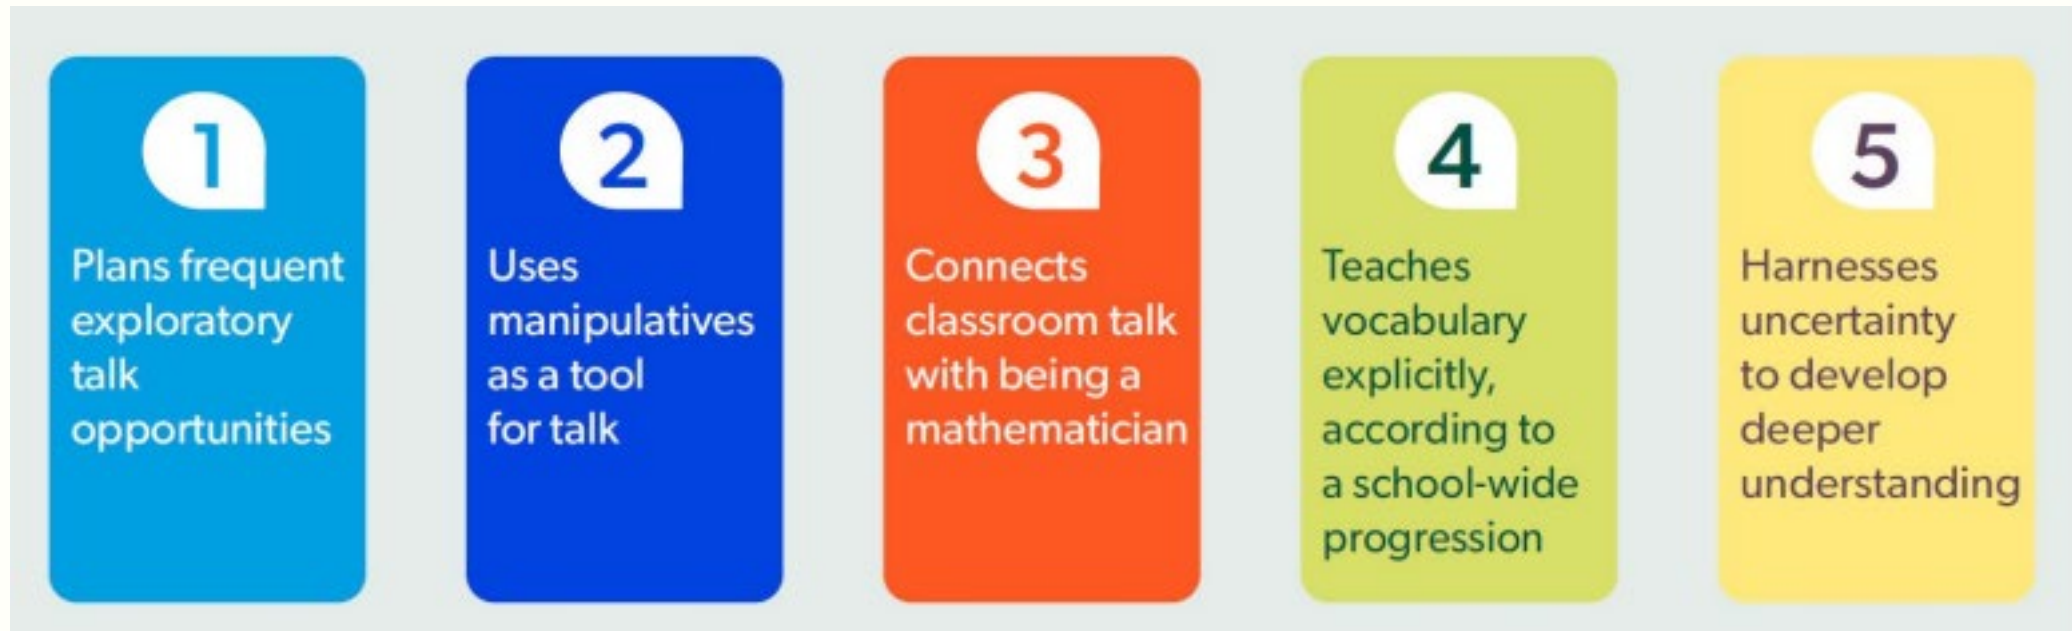 1
Plans frequent
exploratory
talk
opportunities
2
Uses
manipulatives
as a tool
for talk
3
Connects
classroom talk
with being a
mathematician
4
Teaches
vocabulary
explicitly,
according to
a school-wide
progression
5
Harnesses
uncertainty
to develop
deeper
understanding